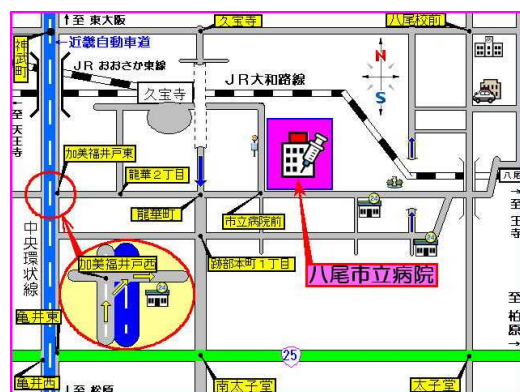 ↑至 東大阪
久宝寺
八尾校前
神武町
←近畿自動車道
JR おおさか東線
JR大和路線
N
S
久宝寺
←至 天王寺
加美福井戸東
龍華2丁目
龍華町
市立病院前
八尾
至 王寺→
24
中央環状線
加美福井戸西
24
跡部本町1丁目
24
八尾市立病院
亀井東
25
至 柏原→
亀井西
↓至 松原
南太子堂
太子堂